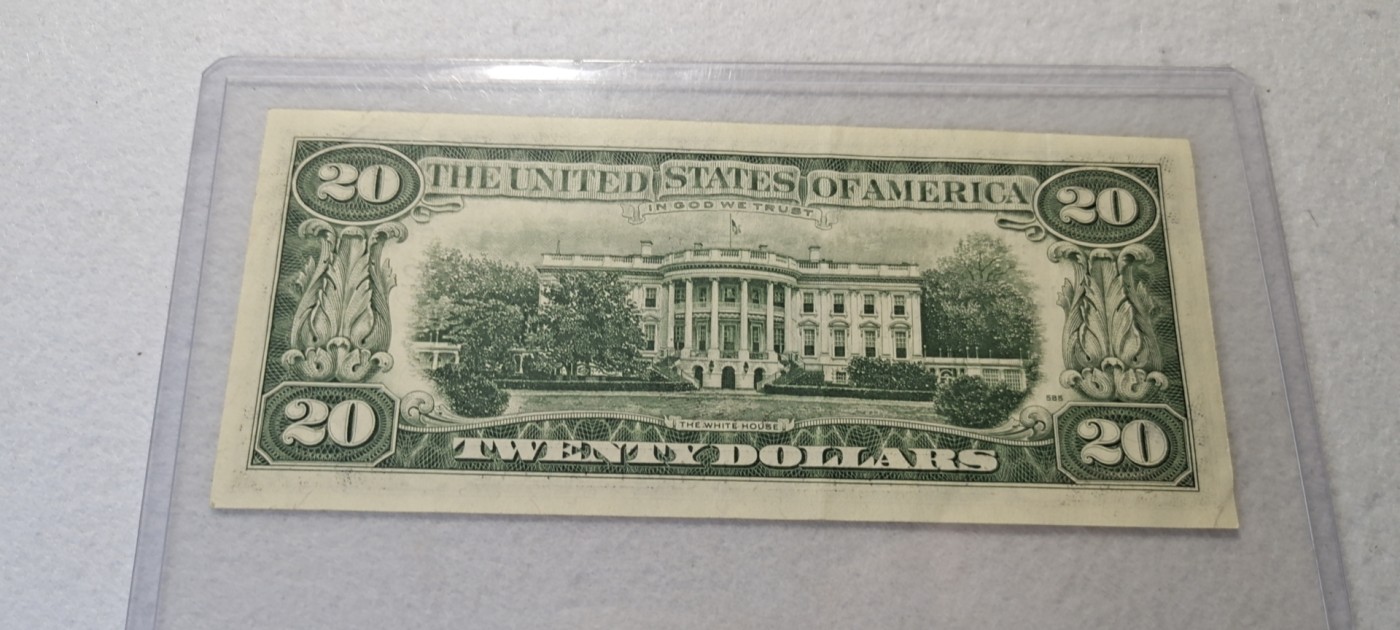 20 THE UNITED STATES OF AMERICA 20
IN GOD WE TRUST
THE WHITE HOUSE
20 TWENTY DOLLARS 20